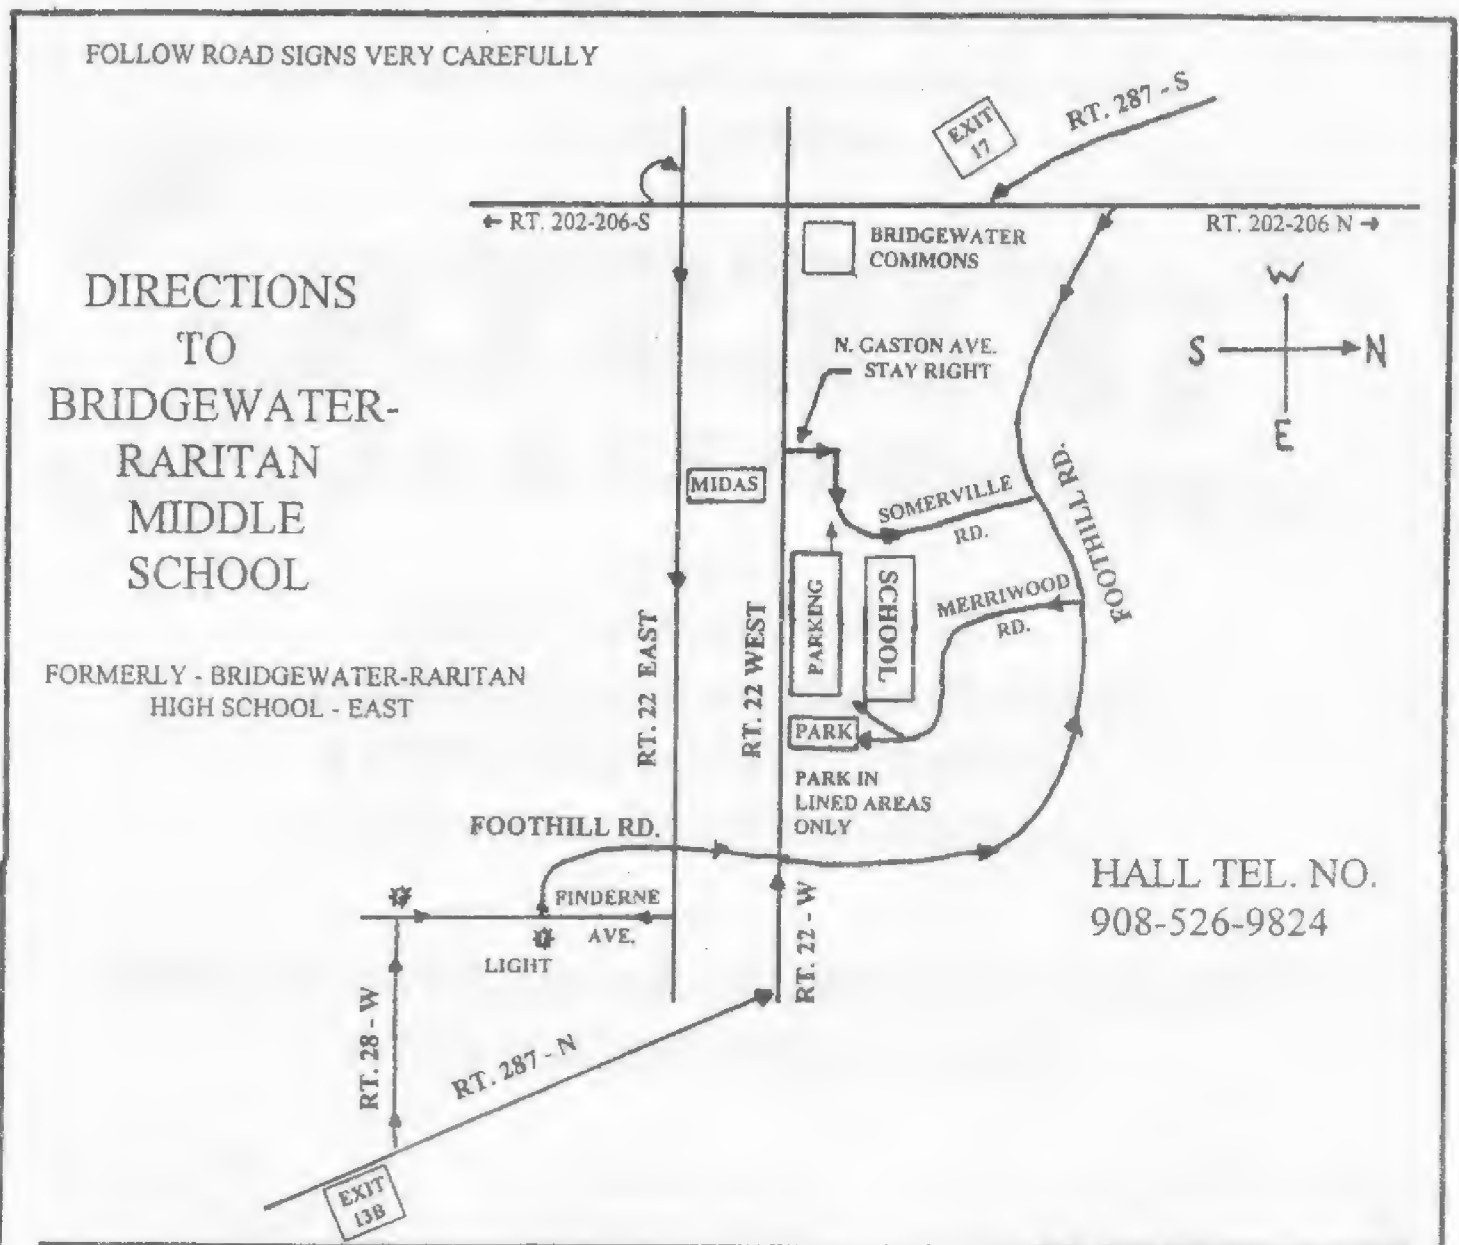 FOLLOW ROAD SIGNS VERY CAREFULLY
RT. 287 - S
EXIT
17
← RT. 202-206-S
RT. 202-206 N →
BRIDGEWATER
COMMONS
DIRECTIONS
TO
BRIDGEWATER-
RARITAN
MIDDLE
SCHOOL
W
S
N
E
N. GASTON AVE.
STAY RIGHT
MIDAS
SOMERVILLE
RD.
FOOTHILL RD.
PARKING
SCHOOL
MERRIWOOD
RD.
RT. 22 EAST
RT. 22 WEST
FORMERLY - BRIDGEWATER-RARITAN
HIGH SCHOOL - EAST
PARK
PARK IN
LINED AREAS
ONLY
FOOTHILL RD.
HALL TEL. NO.
908-526-9824
FINDERNE
AVE.
LIGHT
RT. 22 - W
RT. 28 - W
RT. 287 - N
EXIT
13B